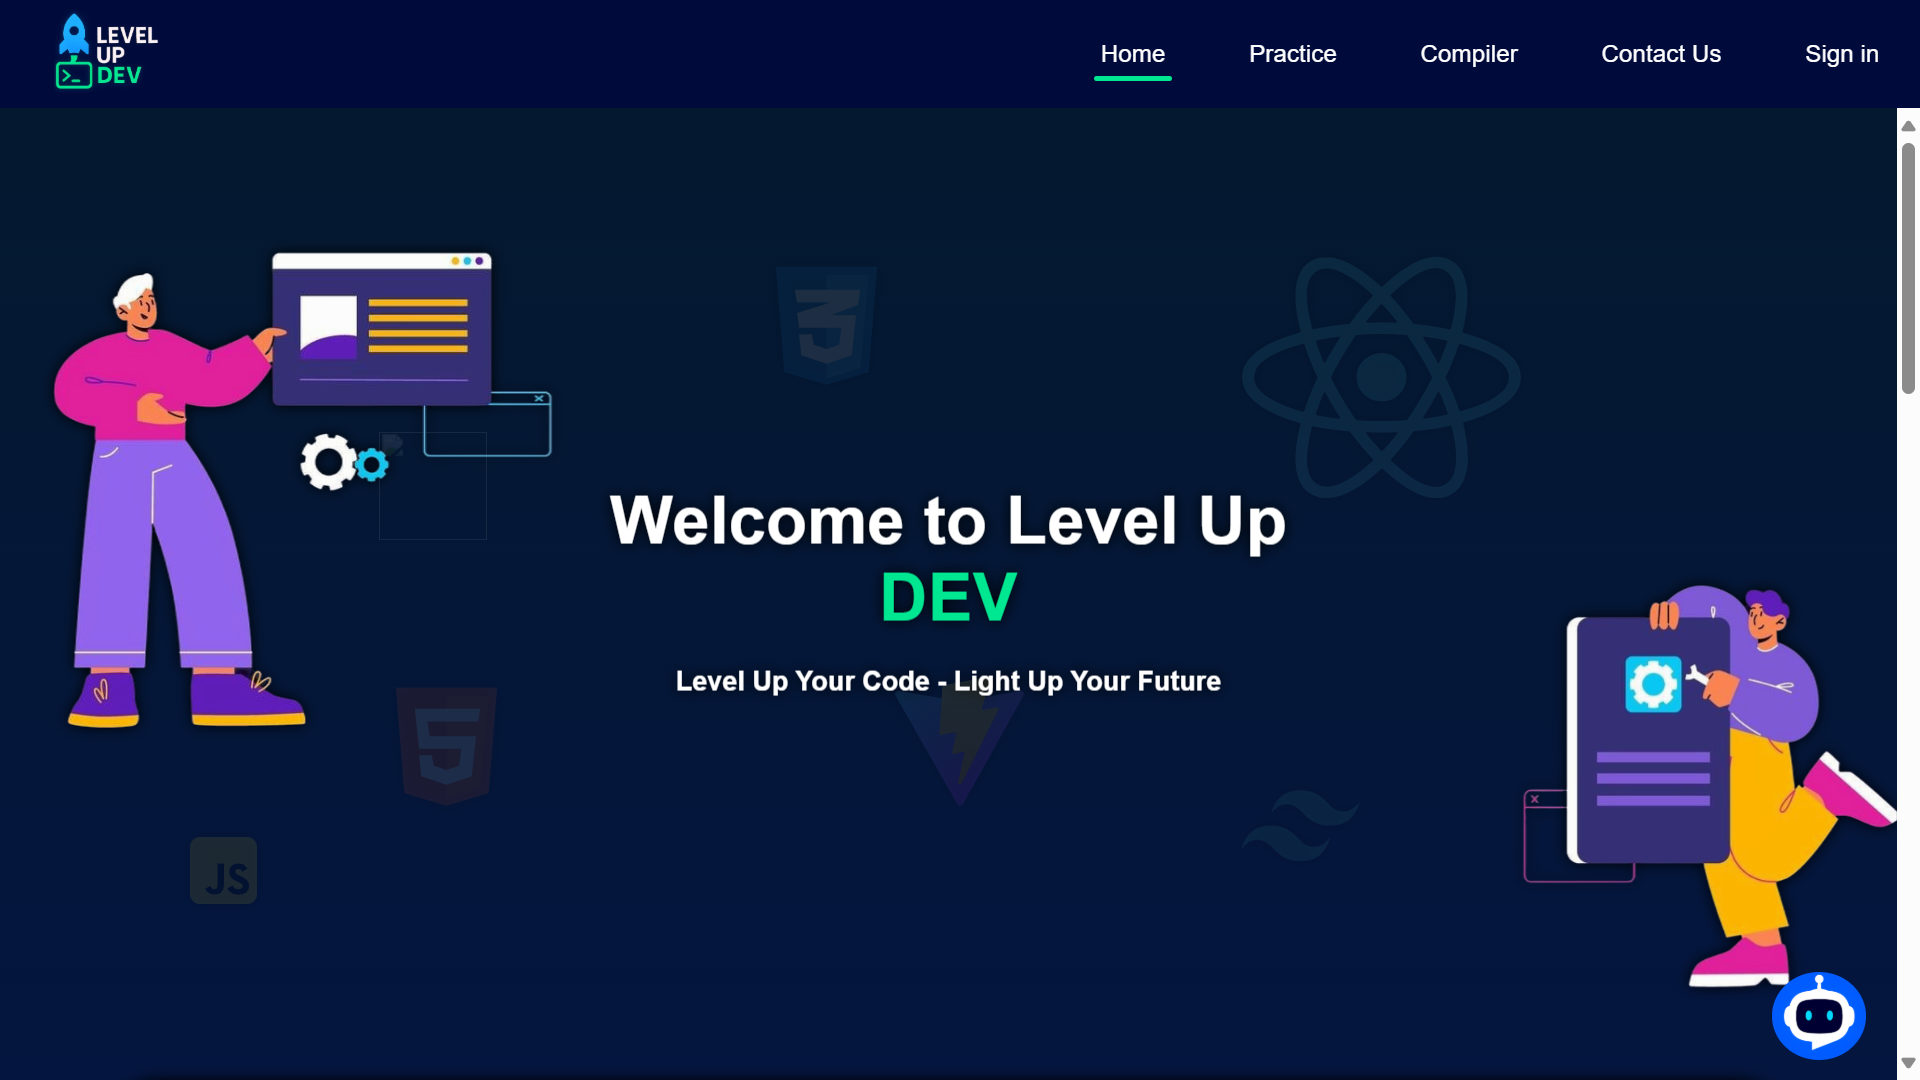 LEVEL
UP
DEV
Home
Practice
Compiler
Contact Us
Sign in
Welcome to Level Up
DEV
Level Up Your Code - Light Up Your Future
JS